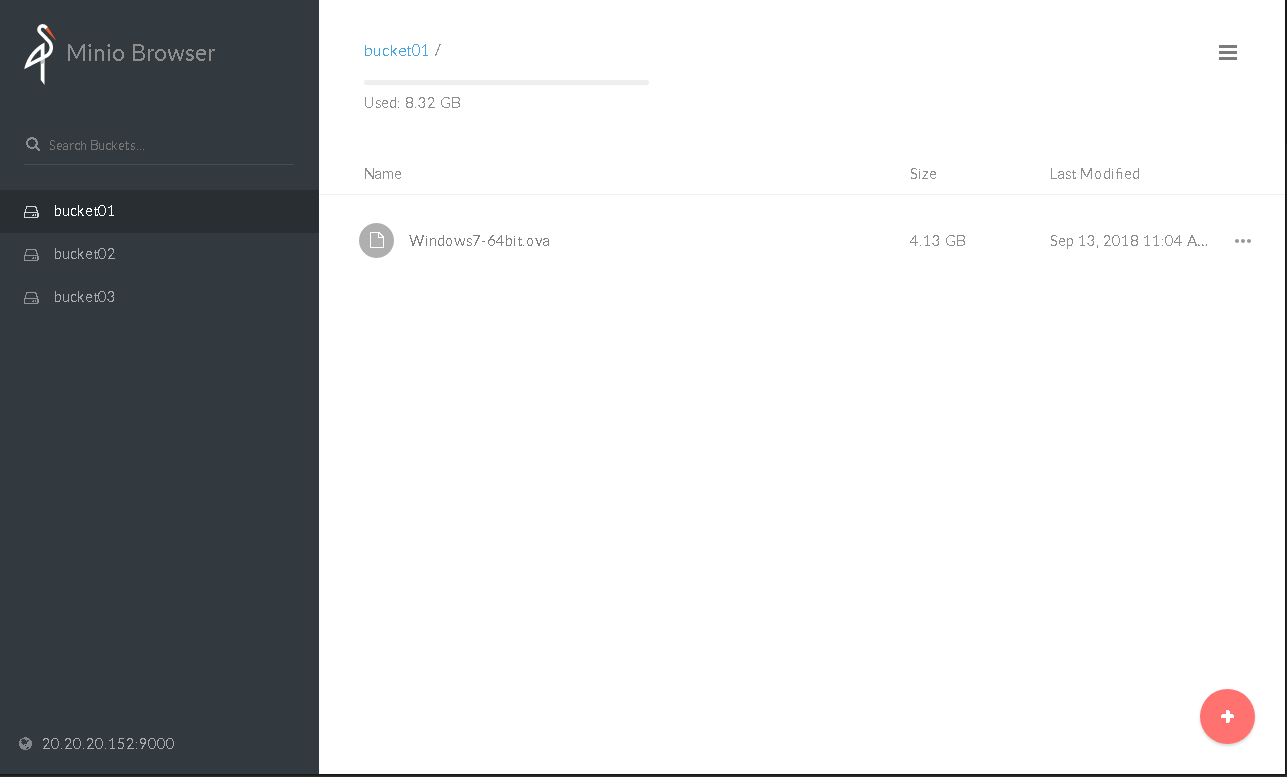 Minio Browser
Search Buckets...
bucket01
bucket02
bucket03
20.20.20.152:9000
bucket01 /
Used: 8.32 GB
Name Size Last Modified
Windows7-64bit.ova 4.13 GB Sep 13, 2018 11:04 A...